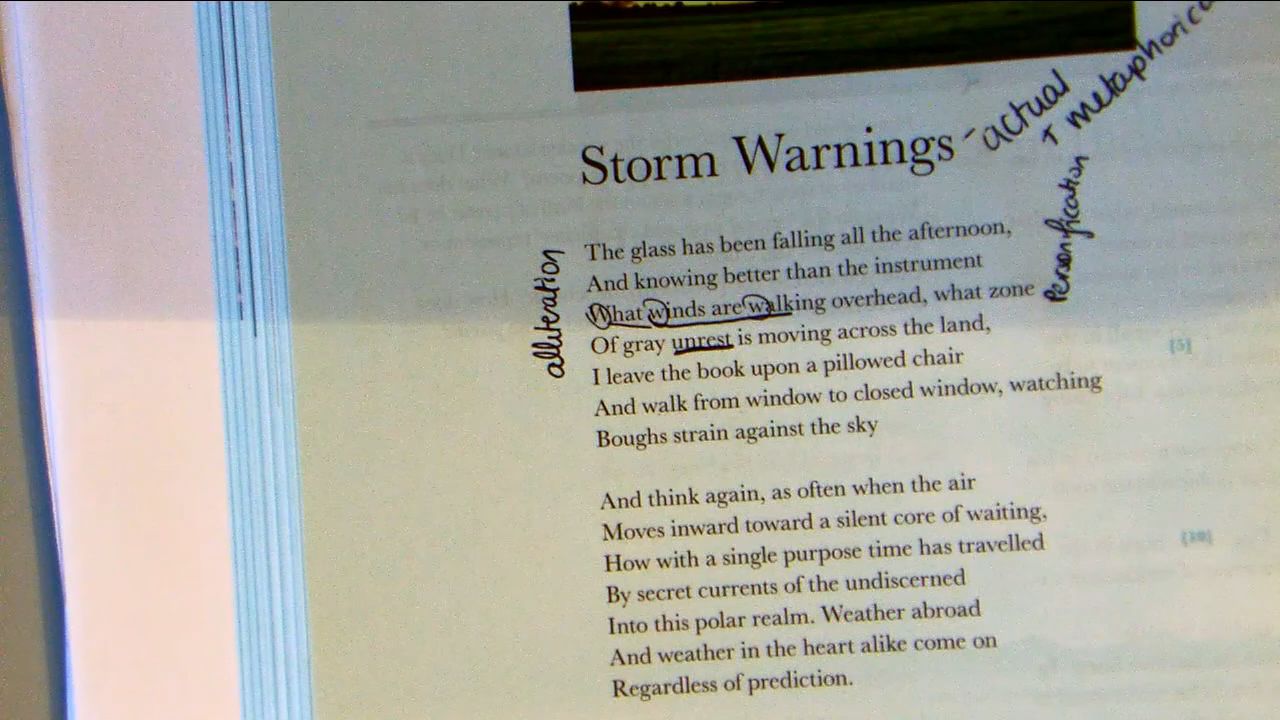 Storm Warnings - actual
+ metaphorica
Personification
alliteration
The glass has been falling all the afternoon,
And knowing better than the instrument
What winds are walking overhead, what zone
Of gray unrest is moving across the land,
[5]
I leave the book upon a pillowed chair
And walk from window to closed window, watching
Boughs strain against the sky
And think again, as often when the air
Moves inward toward a silent core of waiting,
How with a single purpose time has travelled
[10]
By secret currents of the undiscerned
Into this polar realm. Weather abroad
And weather in the heart alike come on
Regardless of prediction.